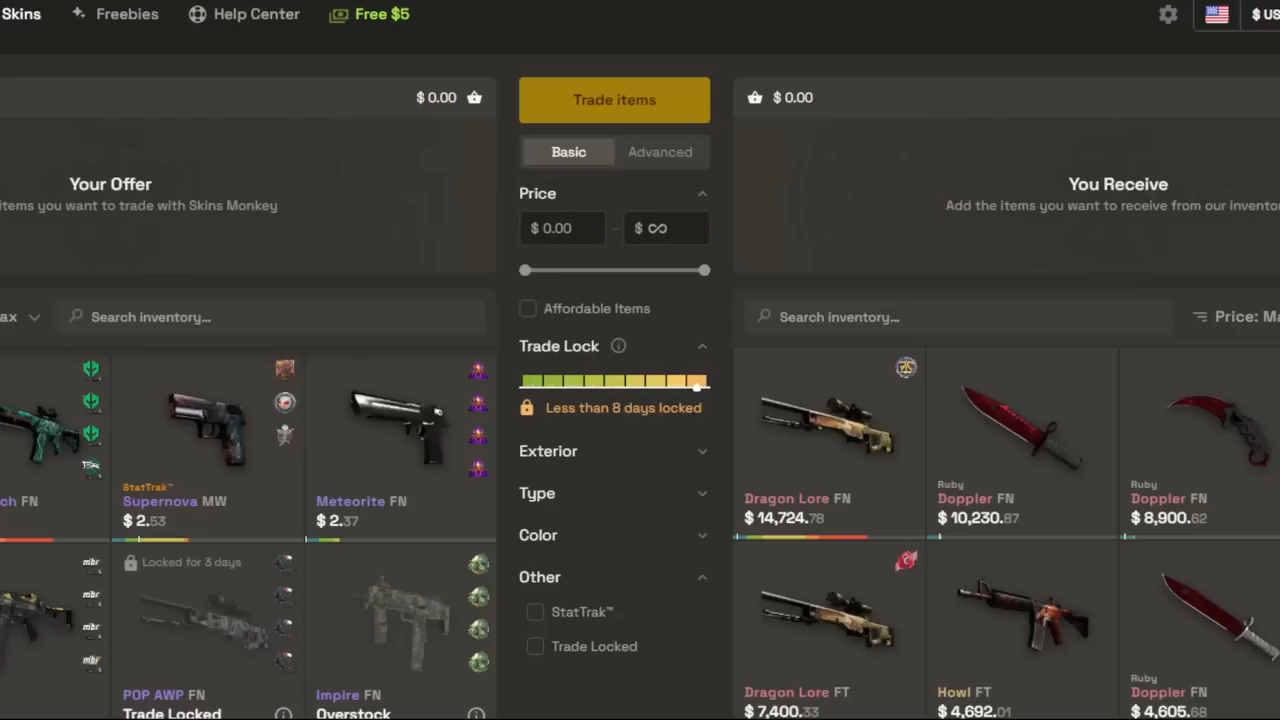 Skins
Freebies
Help Center
Free $5
$ US
$ 0.00
Your Offer
items you want to trade with Skins Monkey
ax
Search inventory...
ch FN
StatTrak™
Supernova MW
$ 2.53
Meteorite FN
$ 2.37
mbr
mbr
mbr
mbr
Locked for 3 days
POP AWP FN
Trade Locked
Impire FN
Overstock
Trade items
Basic
Advanced
Price
$ 0.00 - $ ∞
Affordable Items
Trade Lock
Less than 8 days locked
Exterior
Type
Color
Other
StatTrak™
Trade Locked
$ 0.00
You Receive
Add the items you want to receive from our inventor
Search inventory...
Price: Ma
Dragon Lore FN
$ 14,724.78
Ruby
Doppler FN
$ 10,230.87
Ruby
Doppler FN
$ 8,900.62
Dragon Lore FT
$ 7,400.33
Howl FT
$ 4,692.01
Ruby
Doppler FN
$ 4,605.68